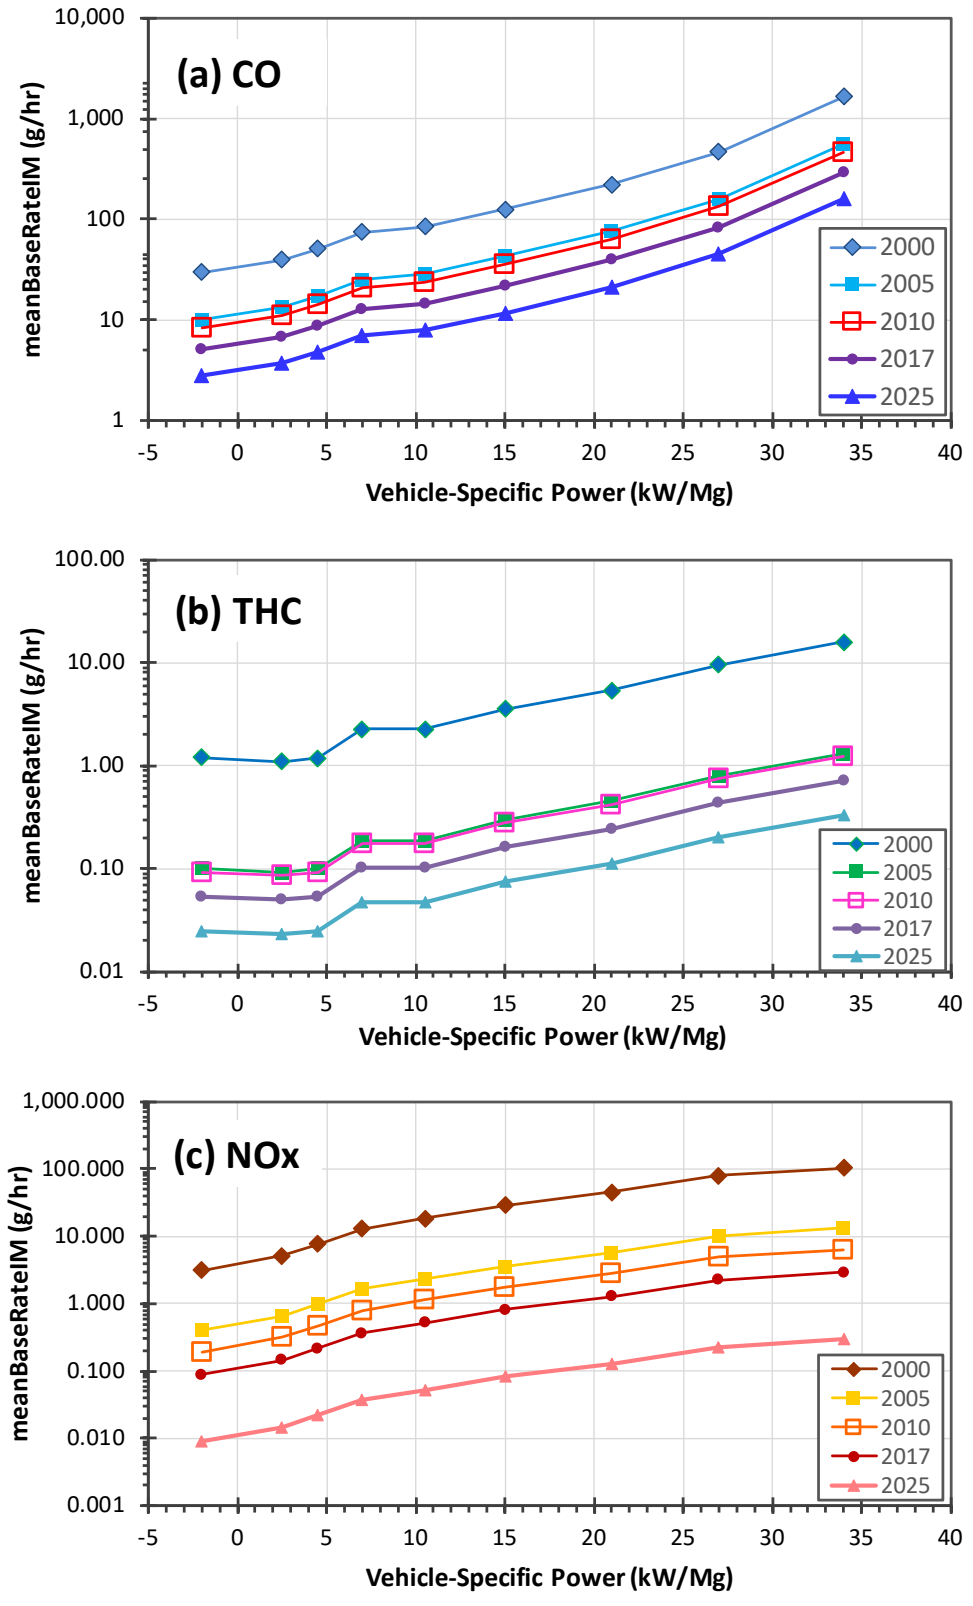 (a) CO
meanBaseRateIM (g/hr)
10,000
1,000
100
10
1
-5 0 5 10 15 20 25 30 35 40
Vehicle-Specific Power (kW/Mg)
2000
2005
2010
2017
2025
(b) THC
meanBaseRateIM (g/hr)
100.00
10.00
1.00
0.10
0.01
-5 0 5 10 15 20 25 30 35 40
Vehicle-Specific Power (kW/Mg)
2000
2005
2010
2017
2025
(c) NOx
meanBaseRateIM (g/hr)
1,000.000
100.000
10.000
1.000
0.100
0.010
0.001
-5 0 5 10 15 20 25 30 35 40
Vehicle-Specific Power (kW/Mg)
2000
2005
2010
2017
2025